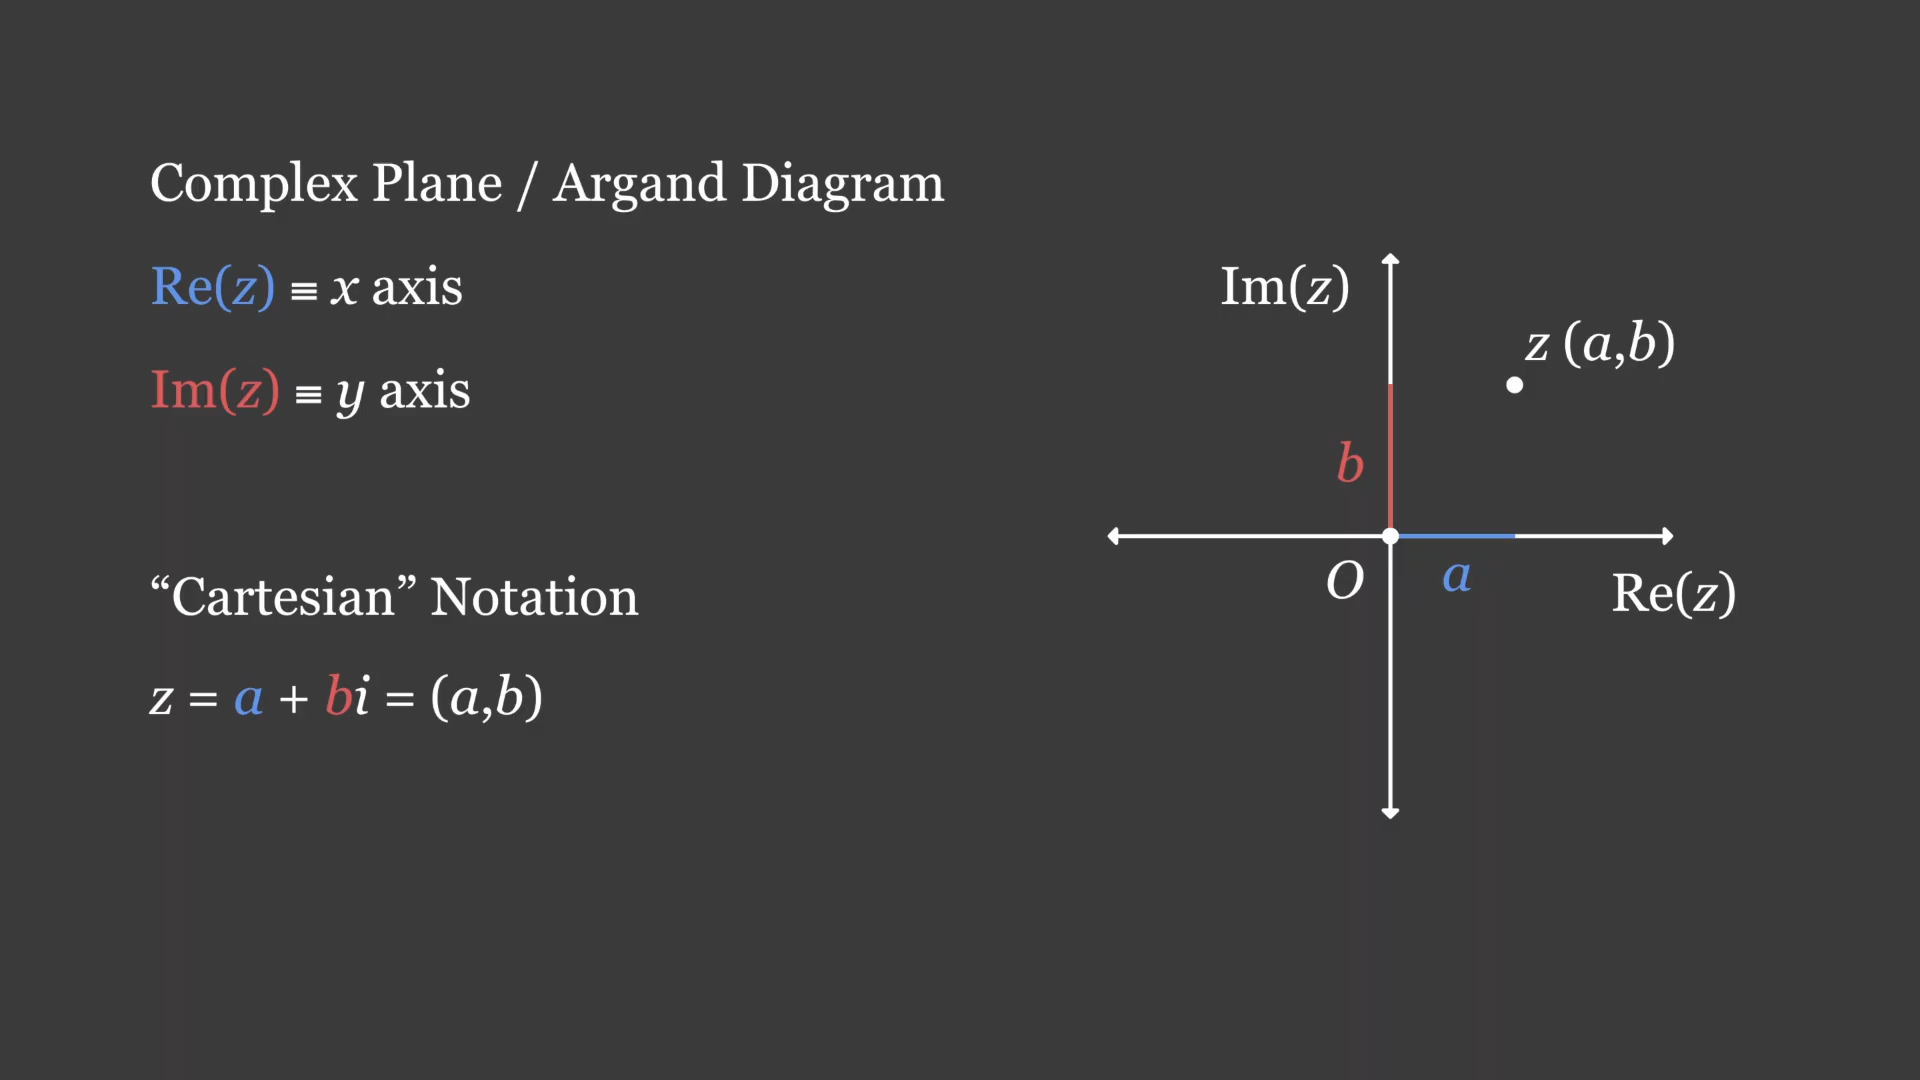 Complex Plane / Argand Diagram
Re(z) ≡ x axis
Im(z) ≡ y axis
“Cartesian” Notation
z = a + bi = (a,b)
Im(z)
z (a,b)
b
O
a
Re(z)